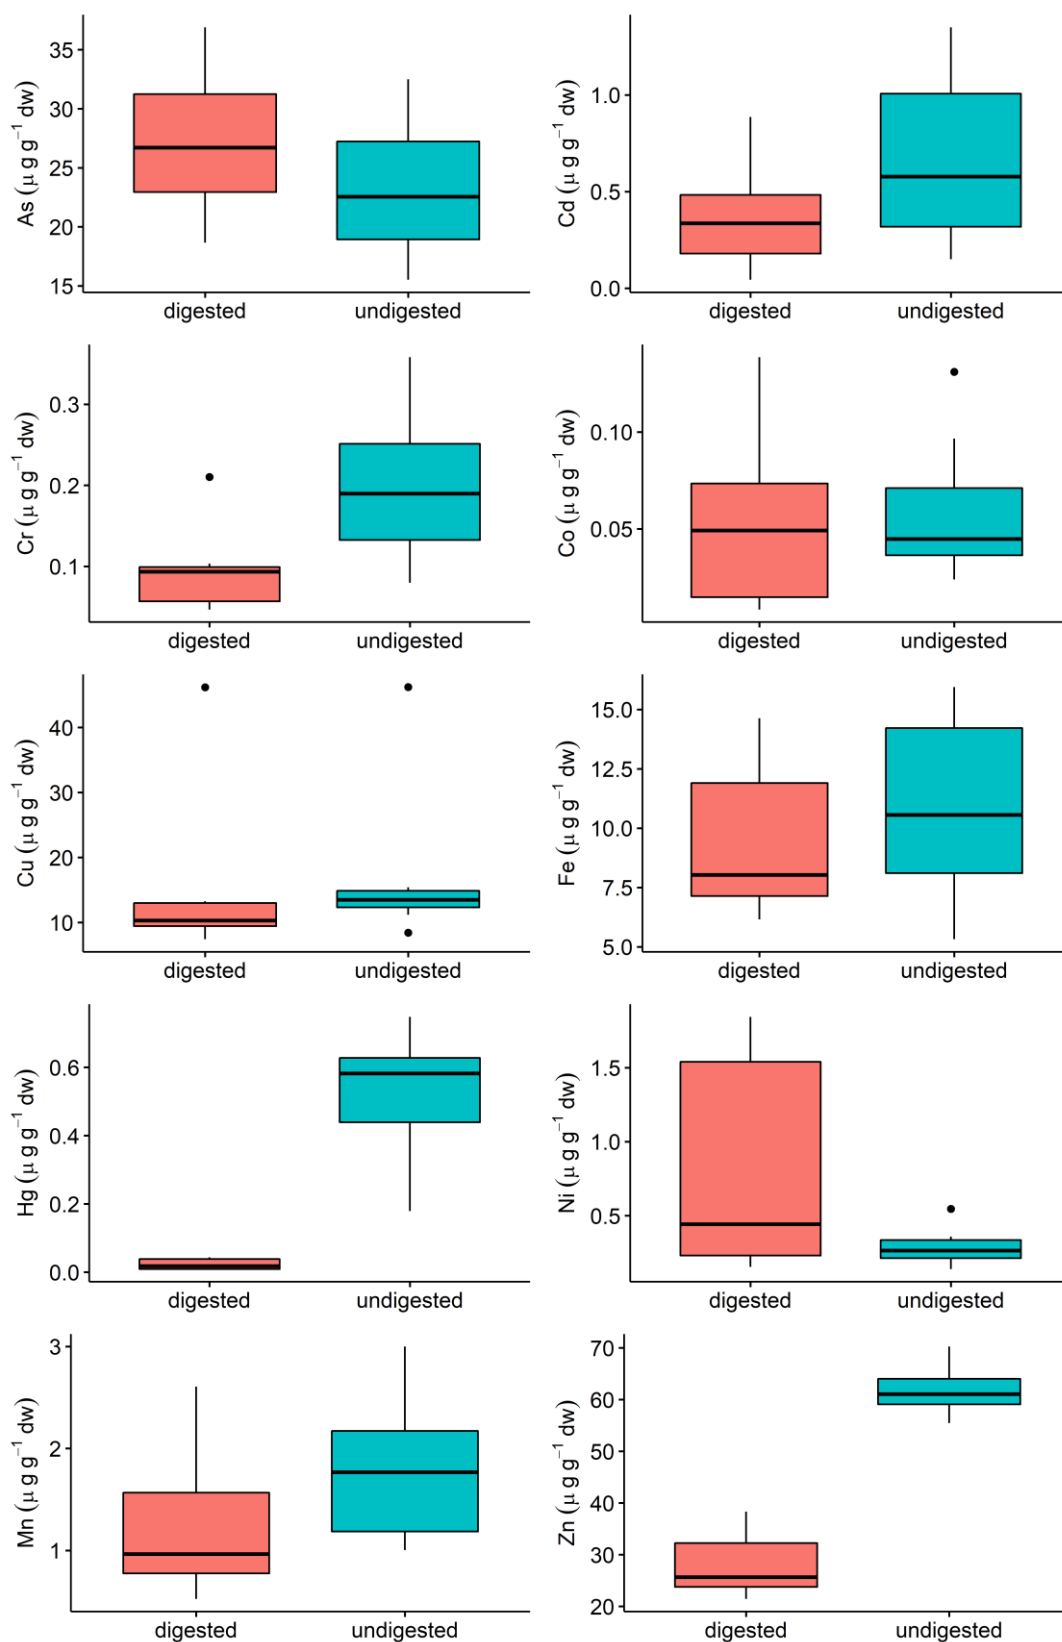 As (μ g g⁻¹ dw)
35
30
25
20
15
digested
undigested
Cd (μ g g⁻¹ dw)
1.0
0.5
0.0
digested
undigested
Cr (μ g g⁻¹ dw)
0.3
0.2
0.1
digested
undigested
Co (μ g g⁻¹ dw)
0.10
0.05
digested
undigested
Cu (μ g g⁻¹ dw)
40
30
20
10
digested
undigested
Fe (μ g g⁻¹ dw)
15.0
12.5
10.0
7.5
5.0
digested
undigested
Hg (μ g g⁻¹ dw)
0.6
0.4
0.2
0.0
digested
undigested
Ni (μ g g⁻¹ dw)
1.5
1.0
0.5
digested
undigested
Mn (μ g g⁻¹ dw)
3
2
1
digested
undigested
Zn (μ g g⁻¹ dw)
70
60
50
40
30
20
digested
undigested